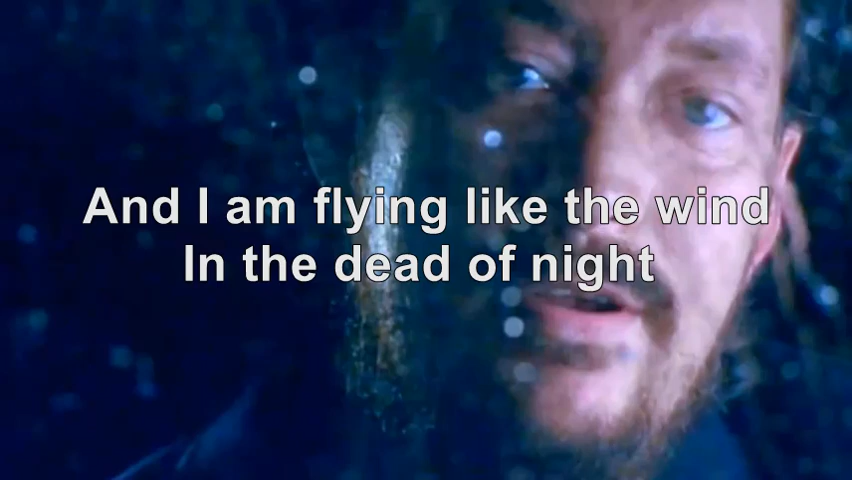 And I am flying like the wind
In the dead of night